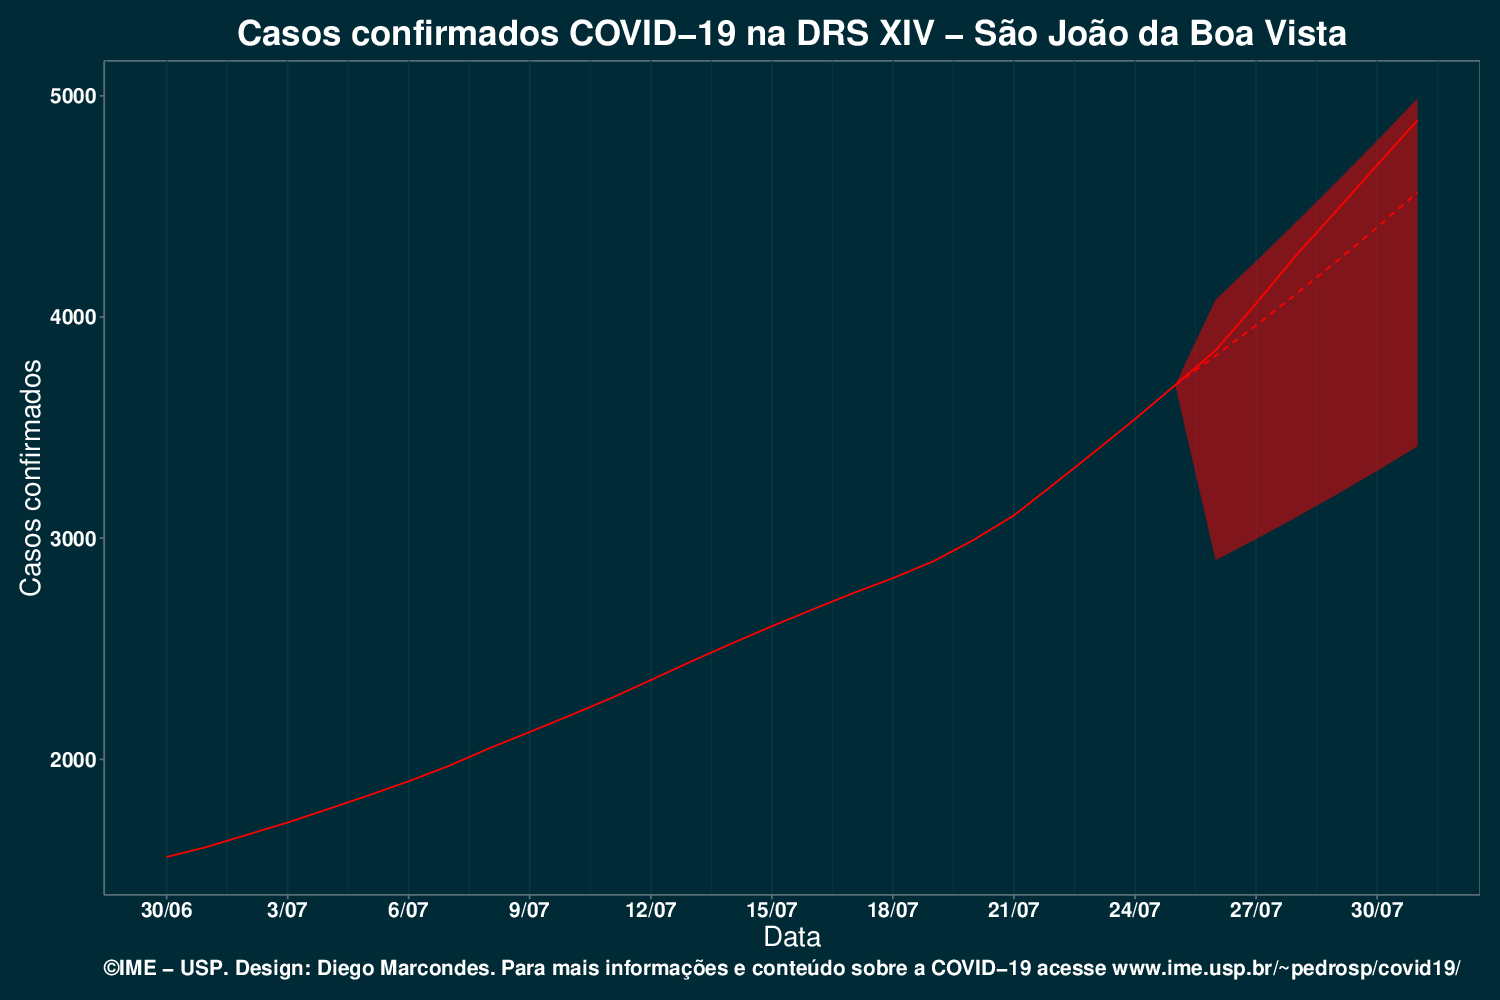 Casos confirmados COVID−19 na DRS XIV − São João da Boa Vista
Casos confirmados
5000
4000
3000
2000
30/06 3/07 6/07 9/07 12/07 15/07 18/07 21/07 24/07 27/07 30/07
Data
©IME − USP. Design: Diego Marcondes. Para mais informações e conteúdo sobre a COVID−19 acesse www.ime.usp.br/~pedrosp/covid19/